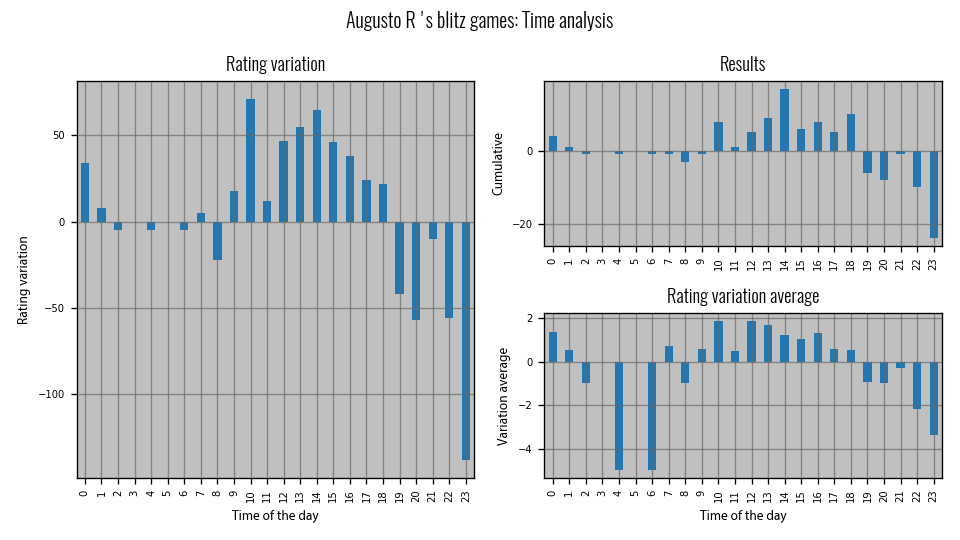 Augusto R 's blitz games: Time analysis
Rating variation
Rating variation
50
0
−50
−100
0 1 2 3 4 5 6 7 8 9 10 11 12 13 14 15 16 17 18 19 20 21 22 23
Time of the day
Results
Cumulative
0
−20
0 1 2 3 4 5 6 7 8 9 10 11 12 13 14 15 16 17 18 19 20 21 22 23
Rating variation average
Variation average
2
0
−2
−4
0 1 2 3 4 5 6 7 8 9 10 11 12 13 14 15 16 17 18 19 20 21 22 23
Time of the day